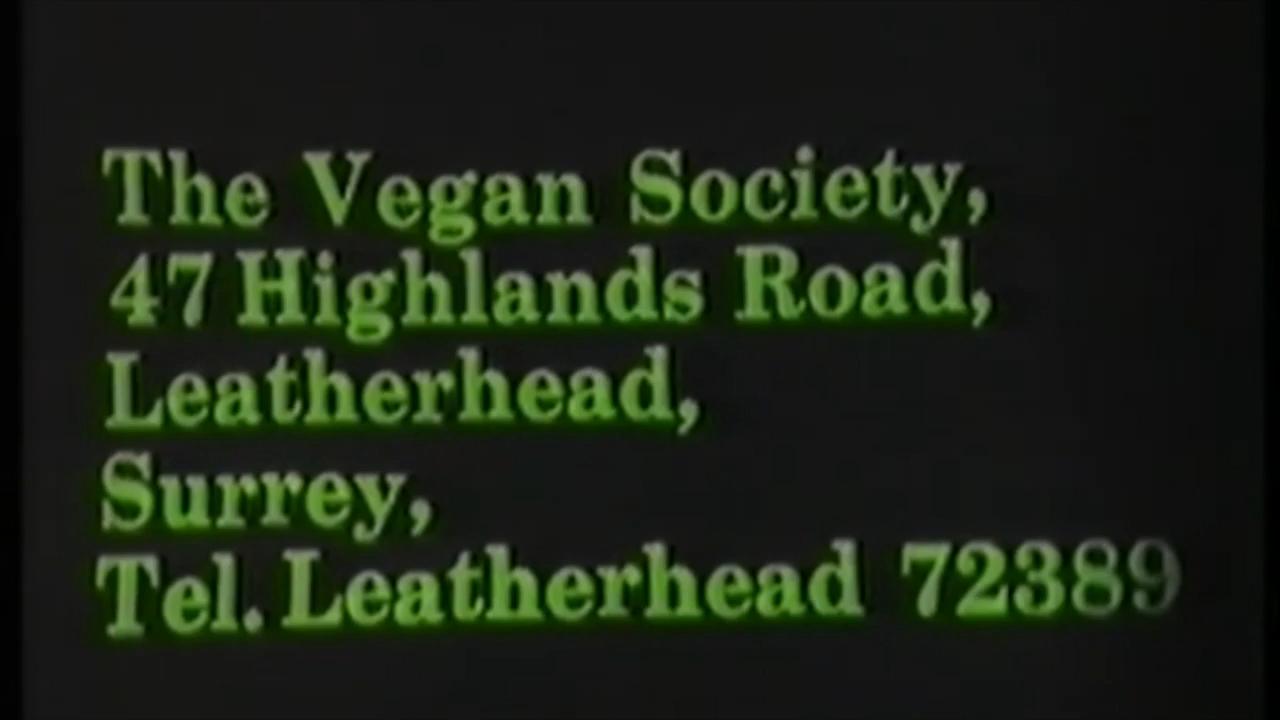 The Vegan Society,
47 Highlands Road,
Leatherhead,
Surrey,
Tel. Leatherhead 72389